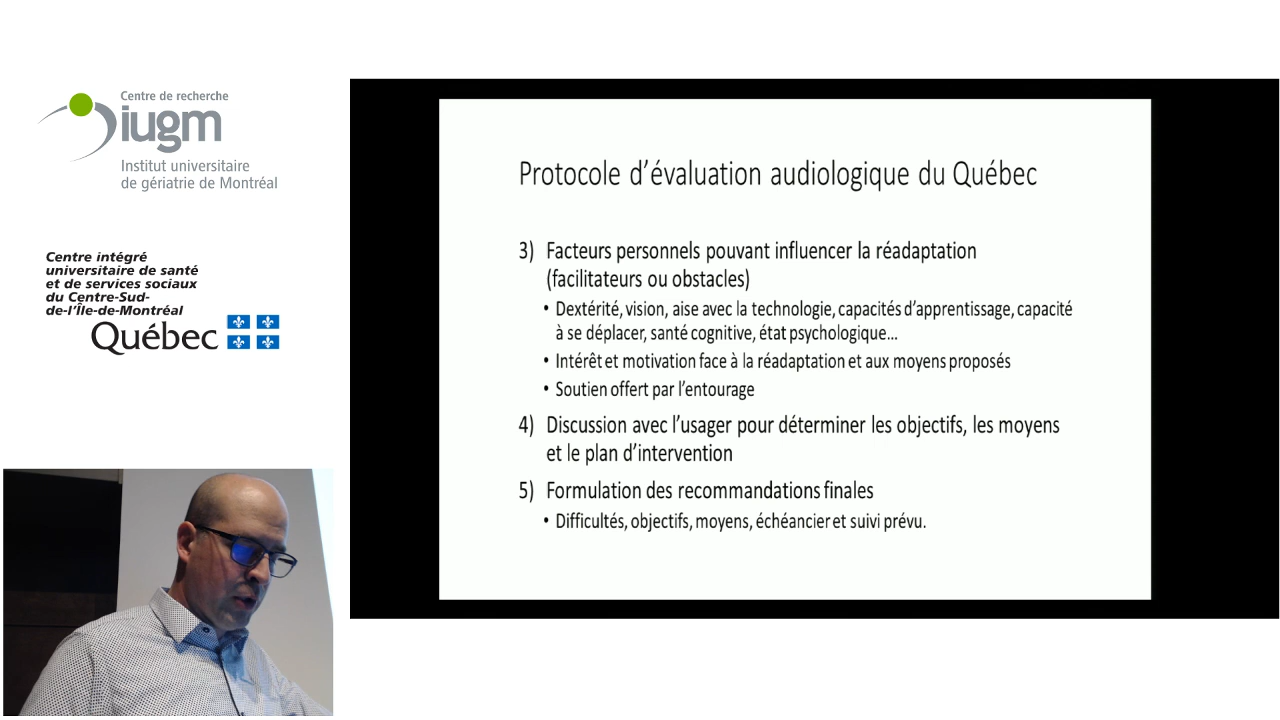 Centre de recherche
iugm
Institut universitaire
de gériatrie de Montréal
Centre intégré
universitaire de santé
et de services sociaux
du Centre-Sud-
de-l'Île-de-Montréal
Québec
Protocole d'évaluation audiologique du Québec
3) Facteurs personnels pouvant influencer la réadaptation
(facilitateurs ou obstacles)
• Dextérité, vision, aise avec la technologie, capacités d'apprentissage, capacité
à se déplacer, santé cognitive, état psychologique...
• Intérêt et motivation face à la réadaptation et aux moyens proposés
• Soutien offert par l'entourage
4) Discussion avec l'usager pour déterminer les objectifs, les moyens
et le plan d'intervention
5) Formulation des recommandations finales
• Difficultés, objectifs, moyens, échéancier et suivi prévu.